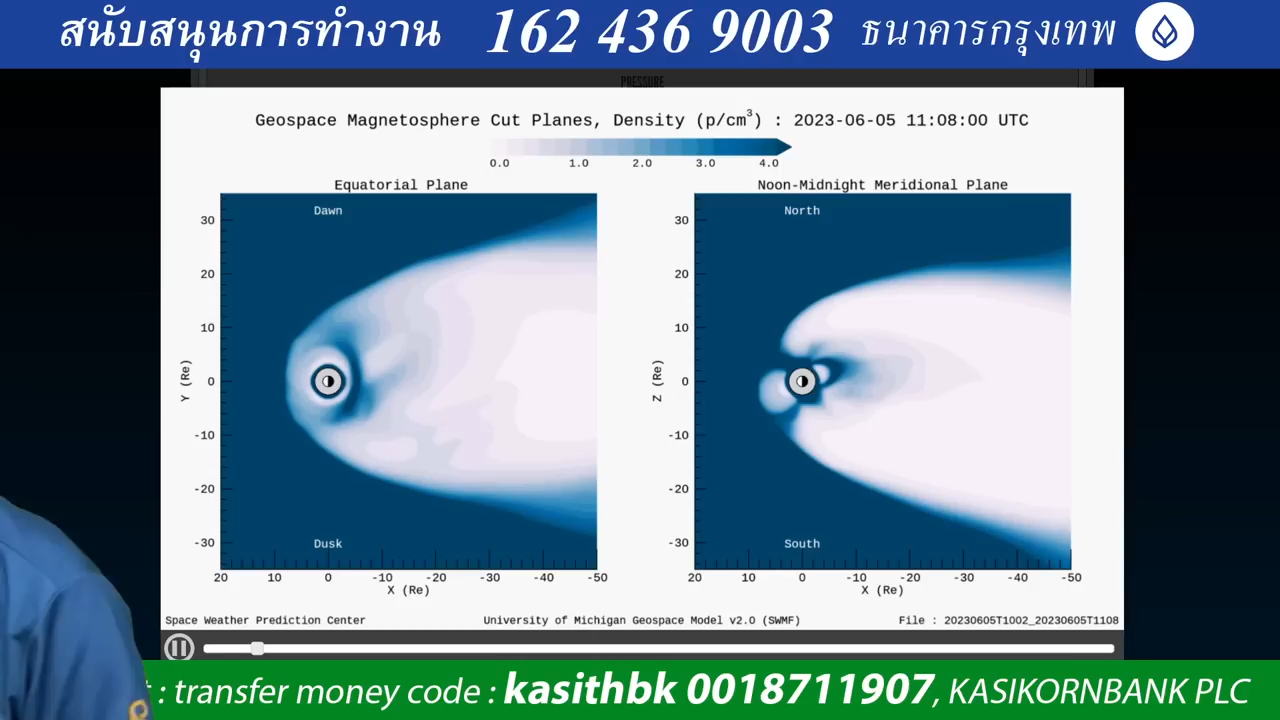 สนับสนุนการทำงาน 162 436 9003 ธนาคารกรุงเทพ
PRESSURE
Geospace Magnetosphere Cut Planes, Density (p/cm³) : 2023-06-05 11:08:00 UTC
0.0 1.0 2.0 3.0 4.0
Equatorial Plane
Noon-Midnight Meridional Plane
Dawn
North
30 20 10 0 -10 -20 -30
Y (Re)
30 20 10 0 -10 -20 -30
Z (Re)
Dusk
South
20 10 0 -10 -20 -30 -40 -50
X (Re)
20 10 0 -10 -20 -30 -40 -50
X (Re)
Space Weather Prediction Center
University of Michigan Geospace Model v2.0 (SWMF)
File : 20230605T1002_20230605T1108
: transfer money code : kasithbk 0018711907, KASIKORNBANK PLC